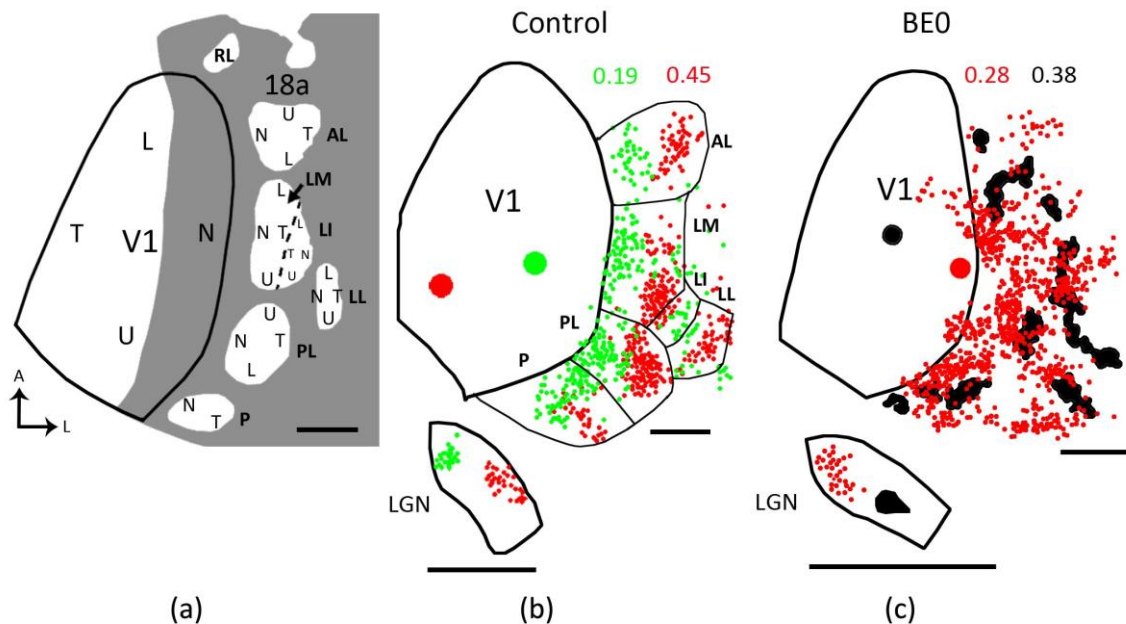 Control
BE0
RL
18a
0.19 0.45
0.28 0.38
U
N T
L
AL
L
LM
L
T
V1
N
N T
L
T N
U
U
LI
L
N T
U
LL
U
U
N T
L
PL
N
T
P
A
L
V1
AL
LM
LI
LL
PL
P
LGN
V1
LGN
(a)
(b)
(c)